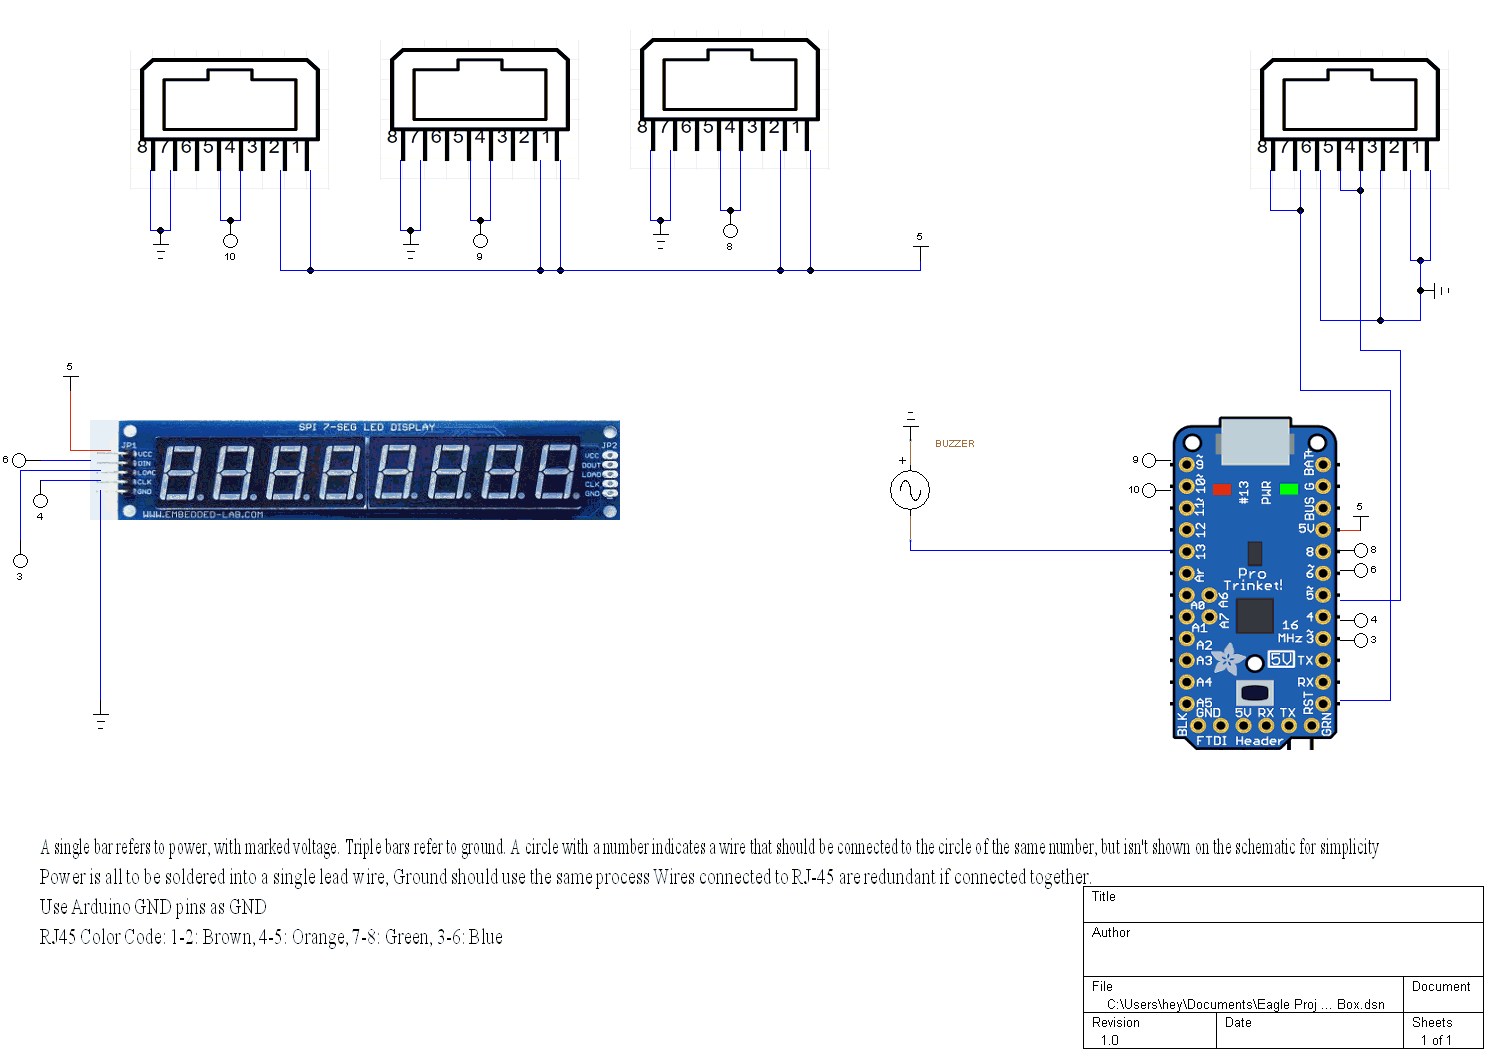 8 7 6 5 4 3 2 1
8 7 6 5 4 3 2 1
8 7 6 5 4 3 2 1
8 7 6 5 4 3 2 1
10
9
8
5
5
6
4
3
SPI 7-SEG LED DISPLAY
JP1
VCC
DIN
LOAD
CLK
GND
JP2
VCC
DOUT
LOAD
CLK
GND
WWW.EMBEDDED-LAB.COM
BUZZER
+
9
10
5
8
6
4
3
~9
~10
~11
12
13
Ar
A0
A1
A2
A3
A4
A5
A6
A7
#13
PWR
BAT+
G
BUS
5V
8
~6
~5
4
~3
TX
RX
RST
Pro
Trinket!
16
MHz
5V
BLK
GND
5V RX TX
GRN
FTDI Header
A single bar refers to power, with marked voltage. Triple bars refer to ground. A circle with a number indicates a wire that should be connected to the circle of the same number, but isn't shown on the schematic for simplicity
Power is all to be soldered into a single lead wire, Ground should use the same process Wires connected to RJ-45 are redundant if connected together.
Use Arduino GND pins as GND
RJ45 Color Code: 1-2: Brown, 4-5: Orange, 7-8: Green, 3-6: Blue
Title
Author
File
Document
C:\Users\hey\Documents\Eagle Proj ... Box.dsn
Revision
Date
Sheets
1.0
1 of 1